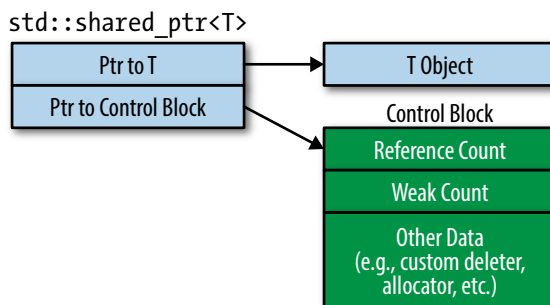 std::shared_ptr<T>
Ptr to T
T Object
Ptr to Control Block
Control Block
Reference Count
Weak Count
Other Data
(e.g., custom deleter,
allocator, etc.)